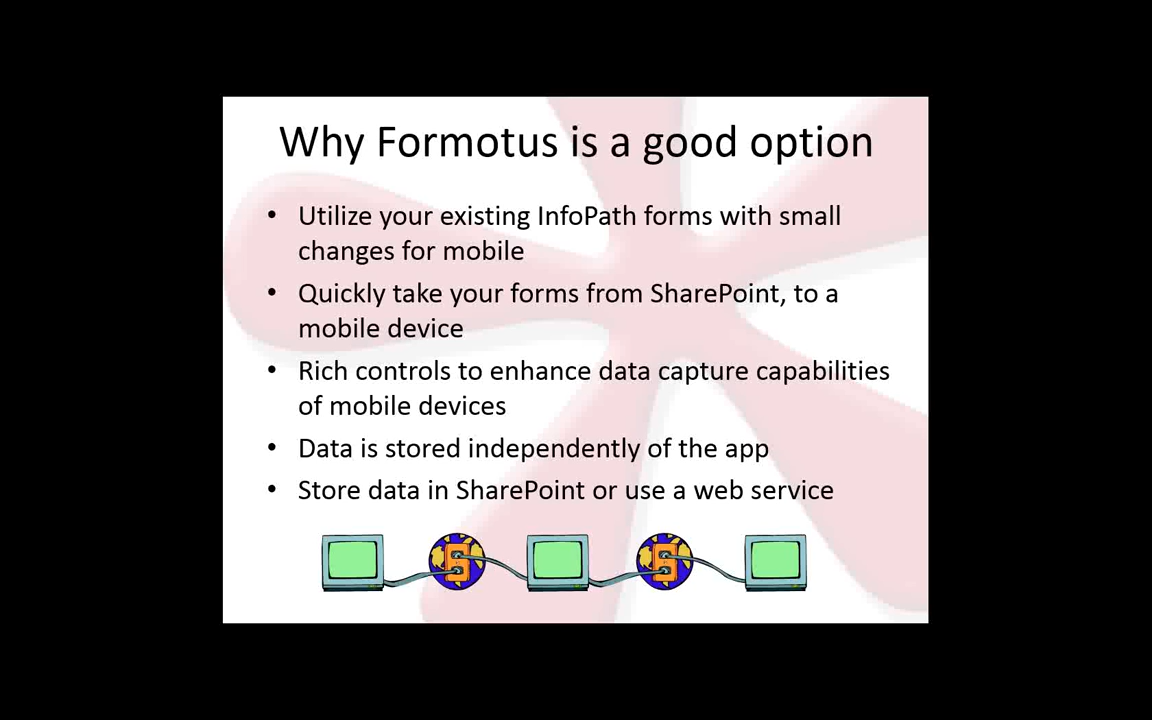 Why Formotus is a good option
• Utilize your existing InfoPath forms with small
changes for mobile
• Quickly take your forms from SharePoint, to a
mobile device
• Rich controls to enhance data capture capabilities
of mobile devices
• Data is stored independently of the app
• Store data in SharePoint or use a web service